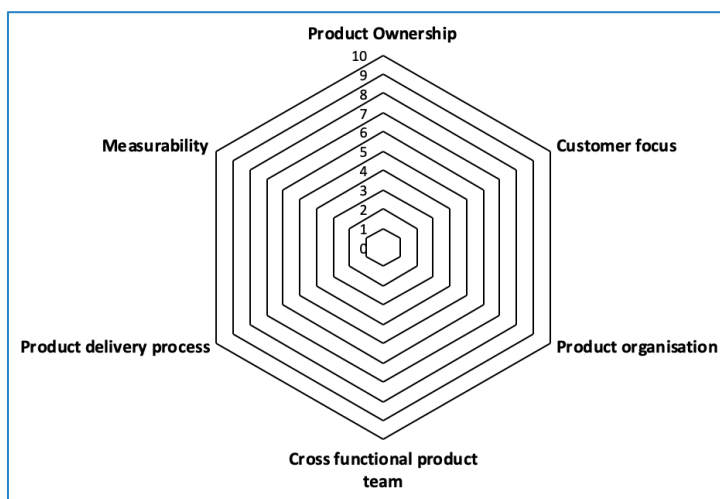 Product Ownership
10
9
8
7
6
5
4
3
2
1
0
Measurability
Customer focus
Product delivery process
Product organisation
Cross functional product
team